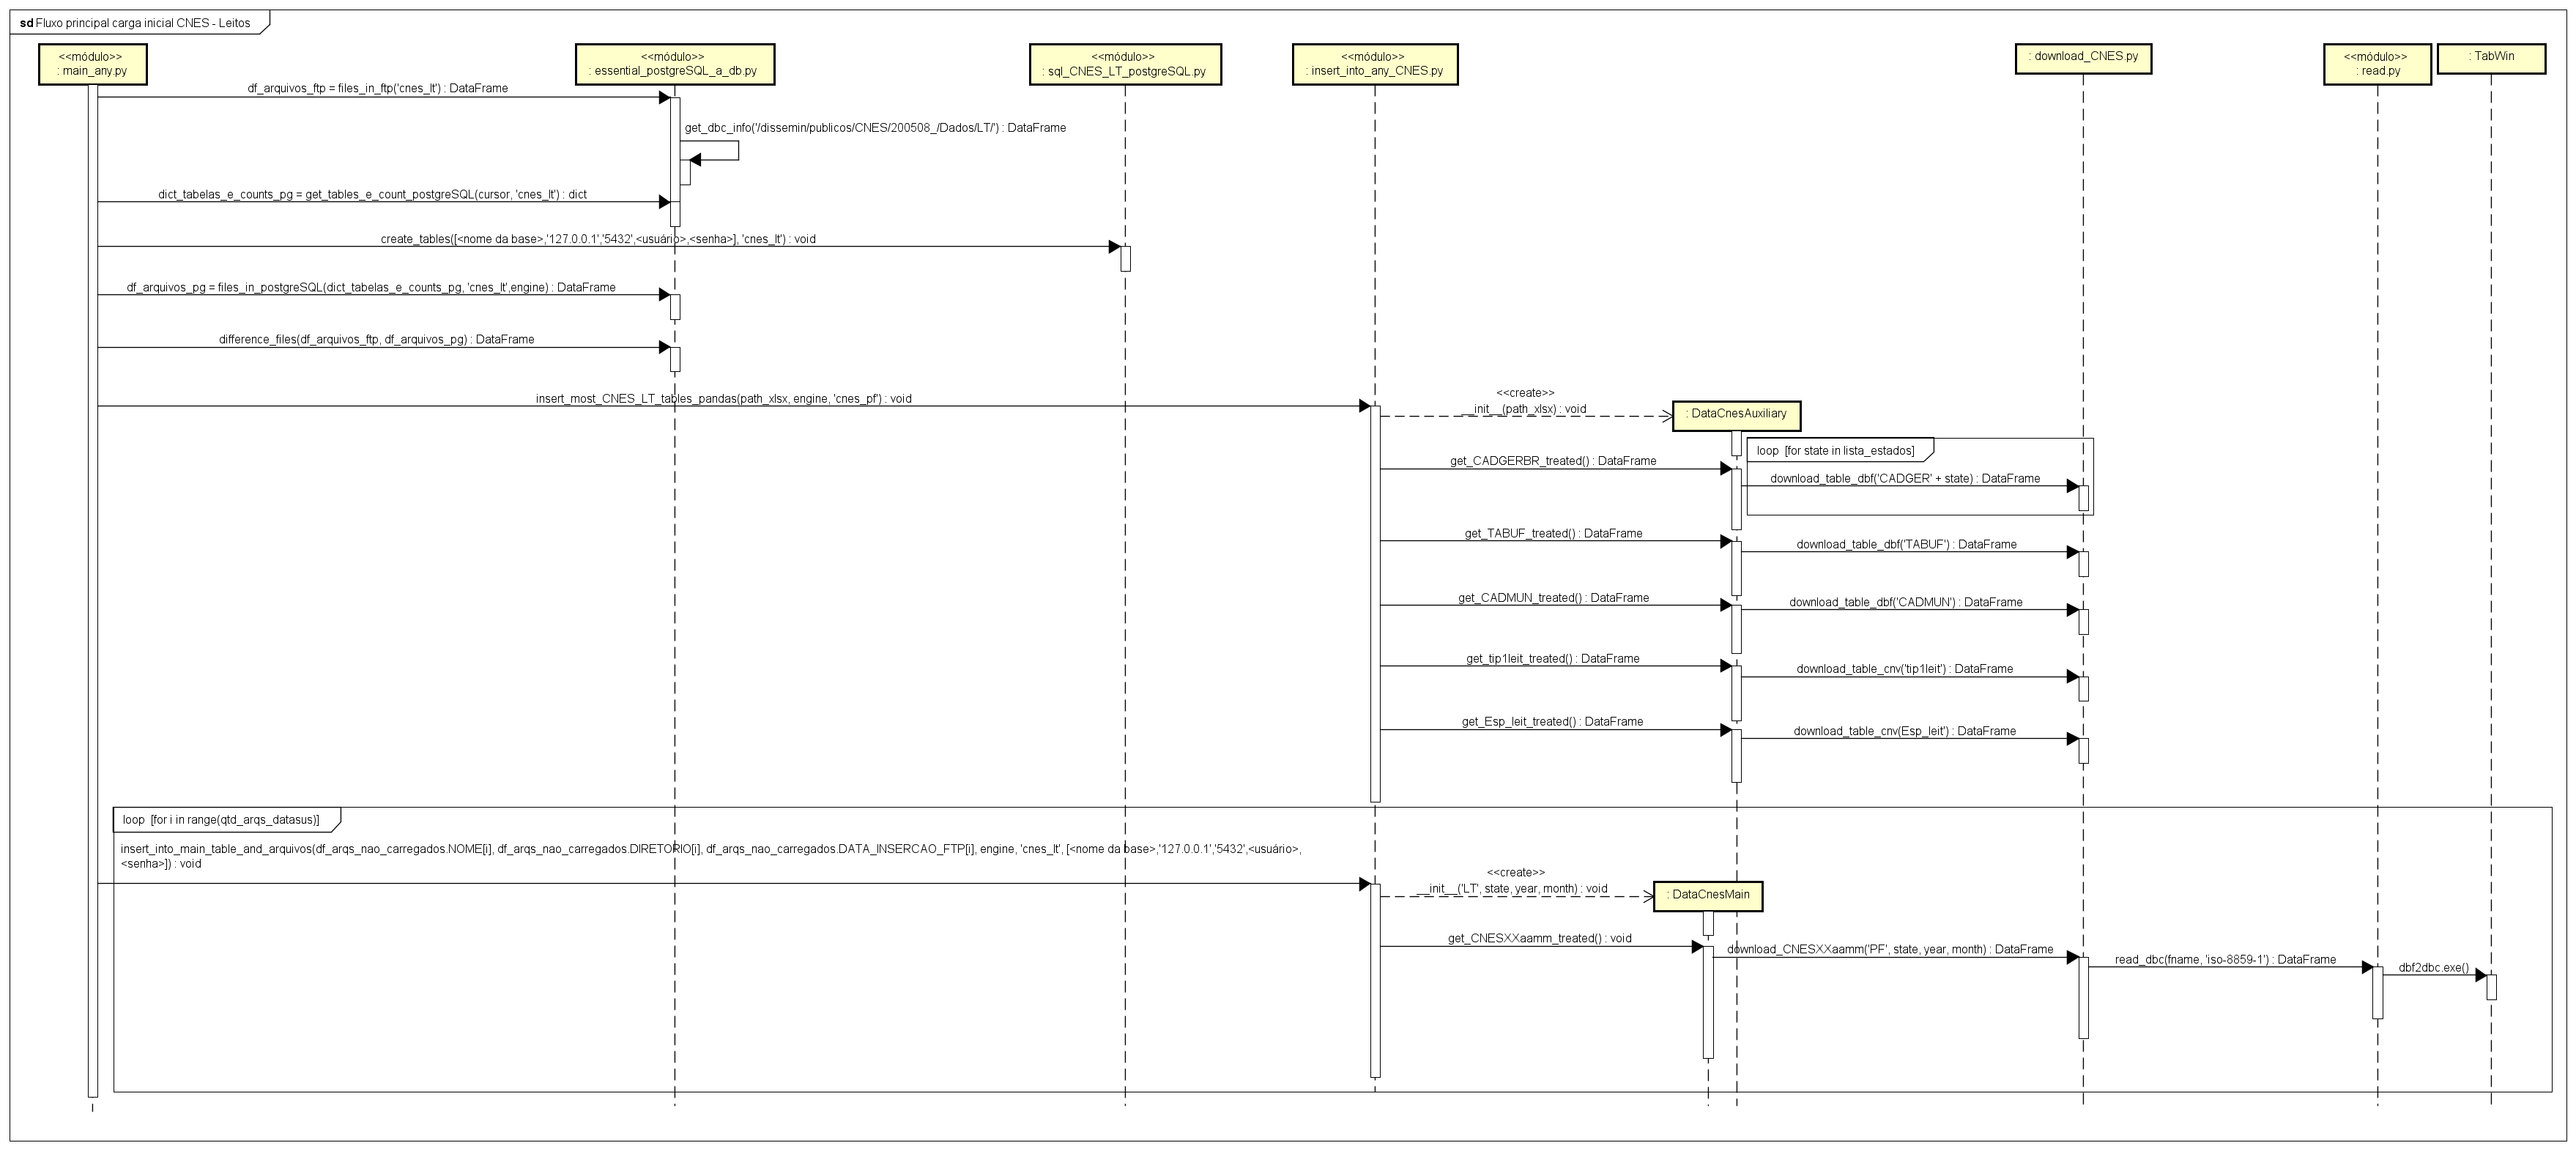 sd Fluxo principal carga inicial CNES - Leitos
<<módulo>>
: main_any.py
<<módulo>>
: essential_postgreSQL_a_db.py
<<módulo>>
: sql_CNES_LT_postgreSQL.py
<<módulo>>
: insert_into_any_CNES.py
: download_CNES.py
<<módulo>>
: read.py
: TabWin
df_arquivos_ftp = files_in_ftp('cnes_lt') : DataFrame
get_dbc_info('/dissemin/publicos/CNES/200508_/Dados/LT/') : DataFrame
dict_tabelas_e_counts_pg = get_tables_e_count_postgreSQL(cursor, 'cnes_lt') : dict
create_tables([<nome da base>,'127.0.0.1','5432',<usuário>,<senha>], 'cnes_lt') : void
df_arquivos_pg = files_in_postgreSQL(dict_tabelas_e_counts_pg, 'cnes_lt',engine) : DataFrame
difference_files(df_arquivos_ftp, df_arquivos_pg) : DataFrame
insert_most_CNES_LT_tables_pandas(path_xlsx, engine, 'cnes_pf') : void
<<create>>
__init__(path_xlsx) : void
: DataCnesAuxiliary
loop [for state in lista_estados]
get_CADGERBR_treated() : DataFrame
download_table_dbf('CADGER' + state) : DataFrame
get_TABUF_treated() : DataFrame
download_table_dbf('TABUF') : DataFrame
get_CADMUN_treated() : DataFrame
download_table_dbf('CADMUN') : DataFrame
get_tip1leit_treated() : DataFrame
download_table_cnv('tip1leit') : DataFrame
get_Esp_leit_treated() : DataFrame
download_table_cnv(Esp_leit') : DataFrame
loop [for i in range(qtd_arqs_datasus)]
insert_into_main_table_and_arquivos(df_arqs_nao_carregados.NOME[i], df_arqs_nao_carregados.DIRETORIO[i], df_arqs_nao_carregados.DATA_INSERCAO_FTP[i], engine, 'cnes_lt', [<nome da base>,'127.0.0.1','5432',<usuário>,
<senha>]) : void
<<create>>
__init__('LT', state, year, month) : void
: DataCnesMain
get_CNESXXaamm_treated() : void
download_CNESXXaamm('PF', state, year, month) : DataFrame
read_dbc(fname, 'iso-8859-1') : DataFrame
dbf2dbc.exe()